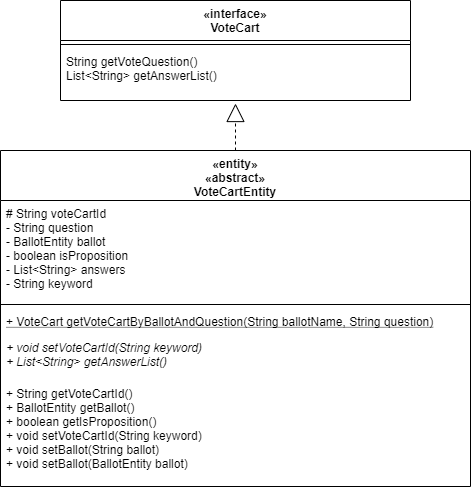 «interface»
VoteCart
String getVoteQuestion()
List<String> getAnswerList()
«entity»
«abstract»
VoteCartEntity
# String voteCartId
- String question
- BallotEntity ballot
- boolean isProposition
- List<String> answers
- String keyword
+ VoteCart getVoteCartByBallotAndQuestion(String ballotName, String question)
+ void setVoteCartId(String keyword)
+ List<String> getAnswerList()
+ String getVoteCartId()
+ BallotEntity getBallot()
+ boolean getIsProposition()
+ void setVoteCartId(String keyword)
+ void setBallot(String ballot)
+ void setBallot(BallotEntity ballot)